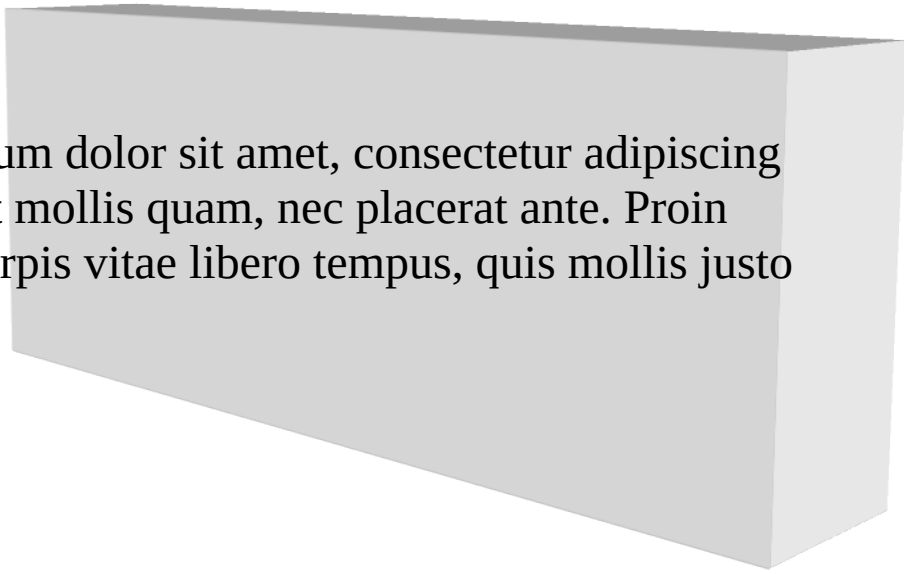 um dolor sit amet, consectetur adipiscing
mollis quam, nec placerat ante. Proin
rpis vitae libero tempus, quis mollis justo